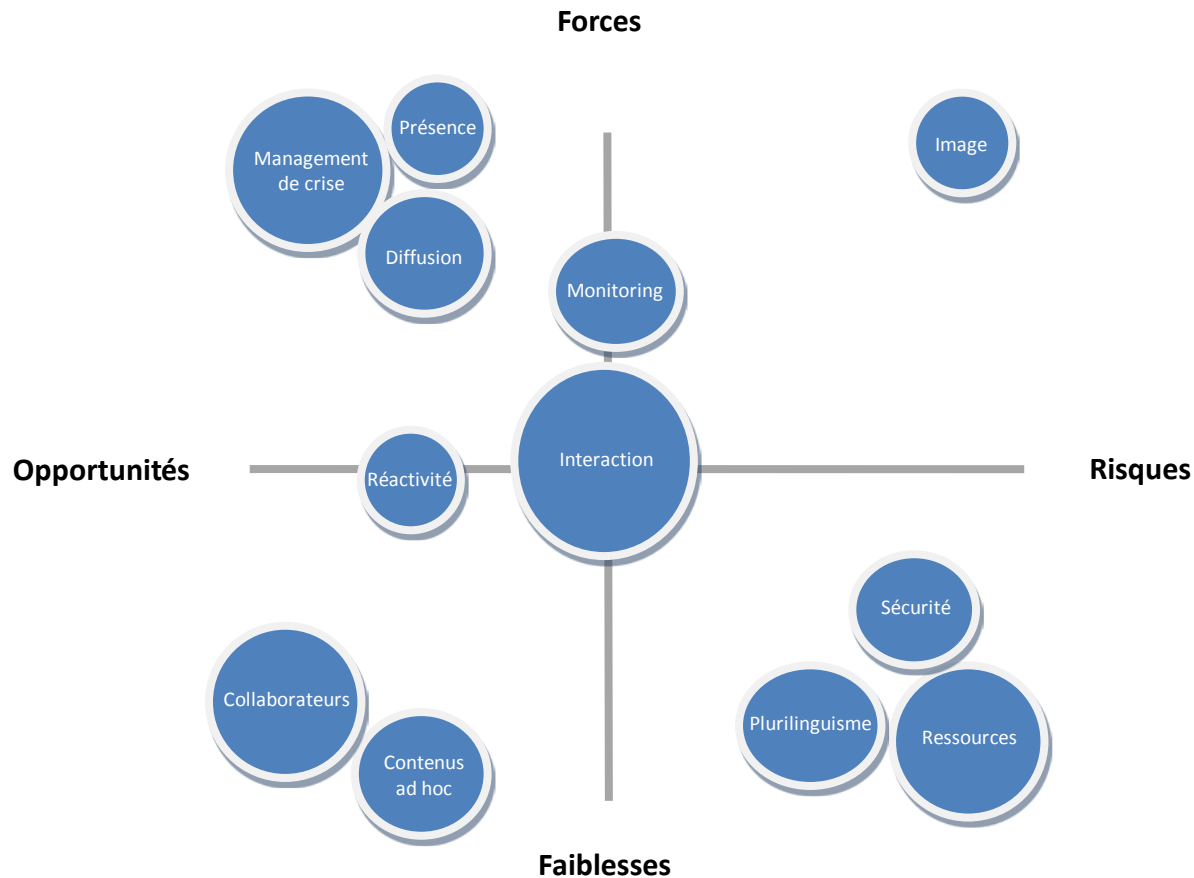 Forces
Présence
Management
de crise
Image
Diffusion
Monitoring
Interaction
Opportunités
Réactivité
Risques
Sécurité
Collaborateurs
Plurilinguisme
Ressources
Contenus
ad hoc
Faiblesses